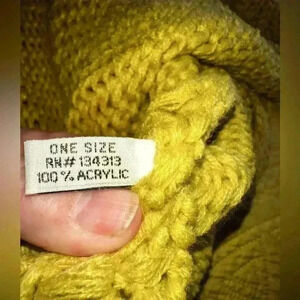 ONE SIZE
RN# 134313
100% ACRYLIC